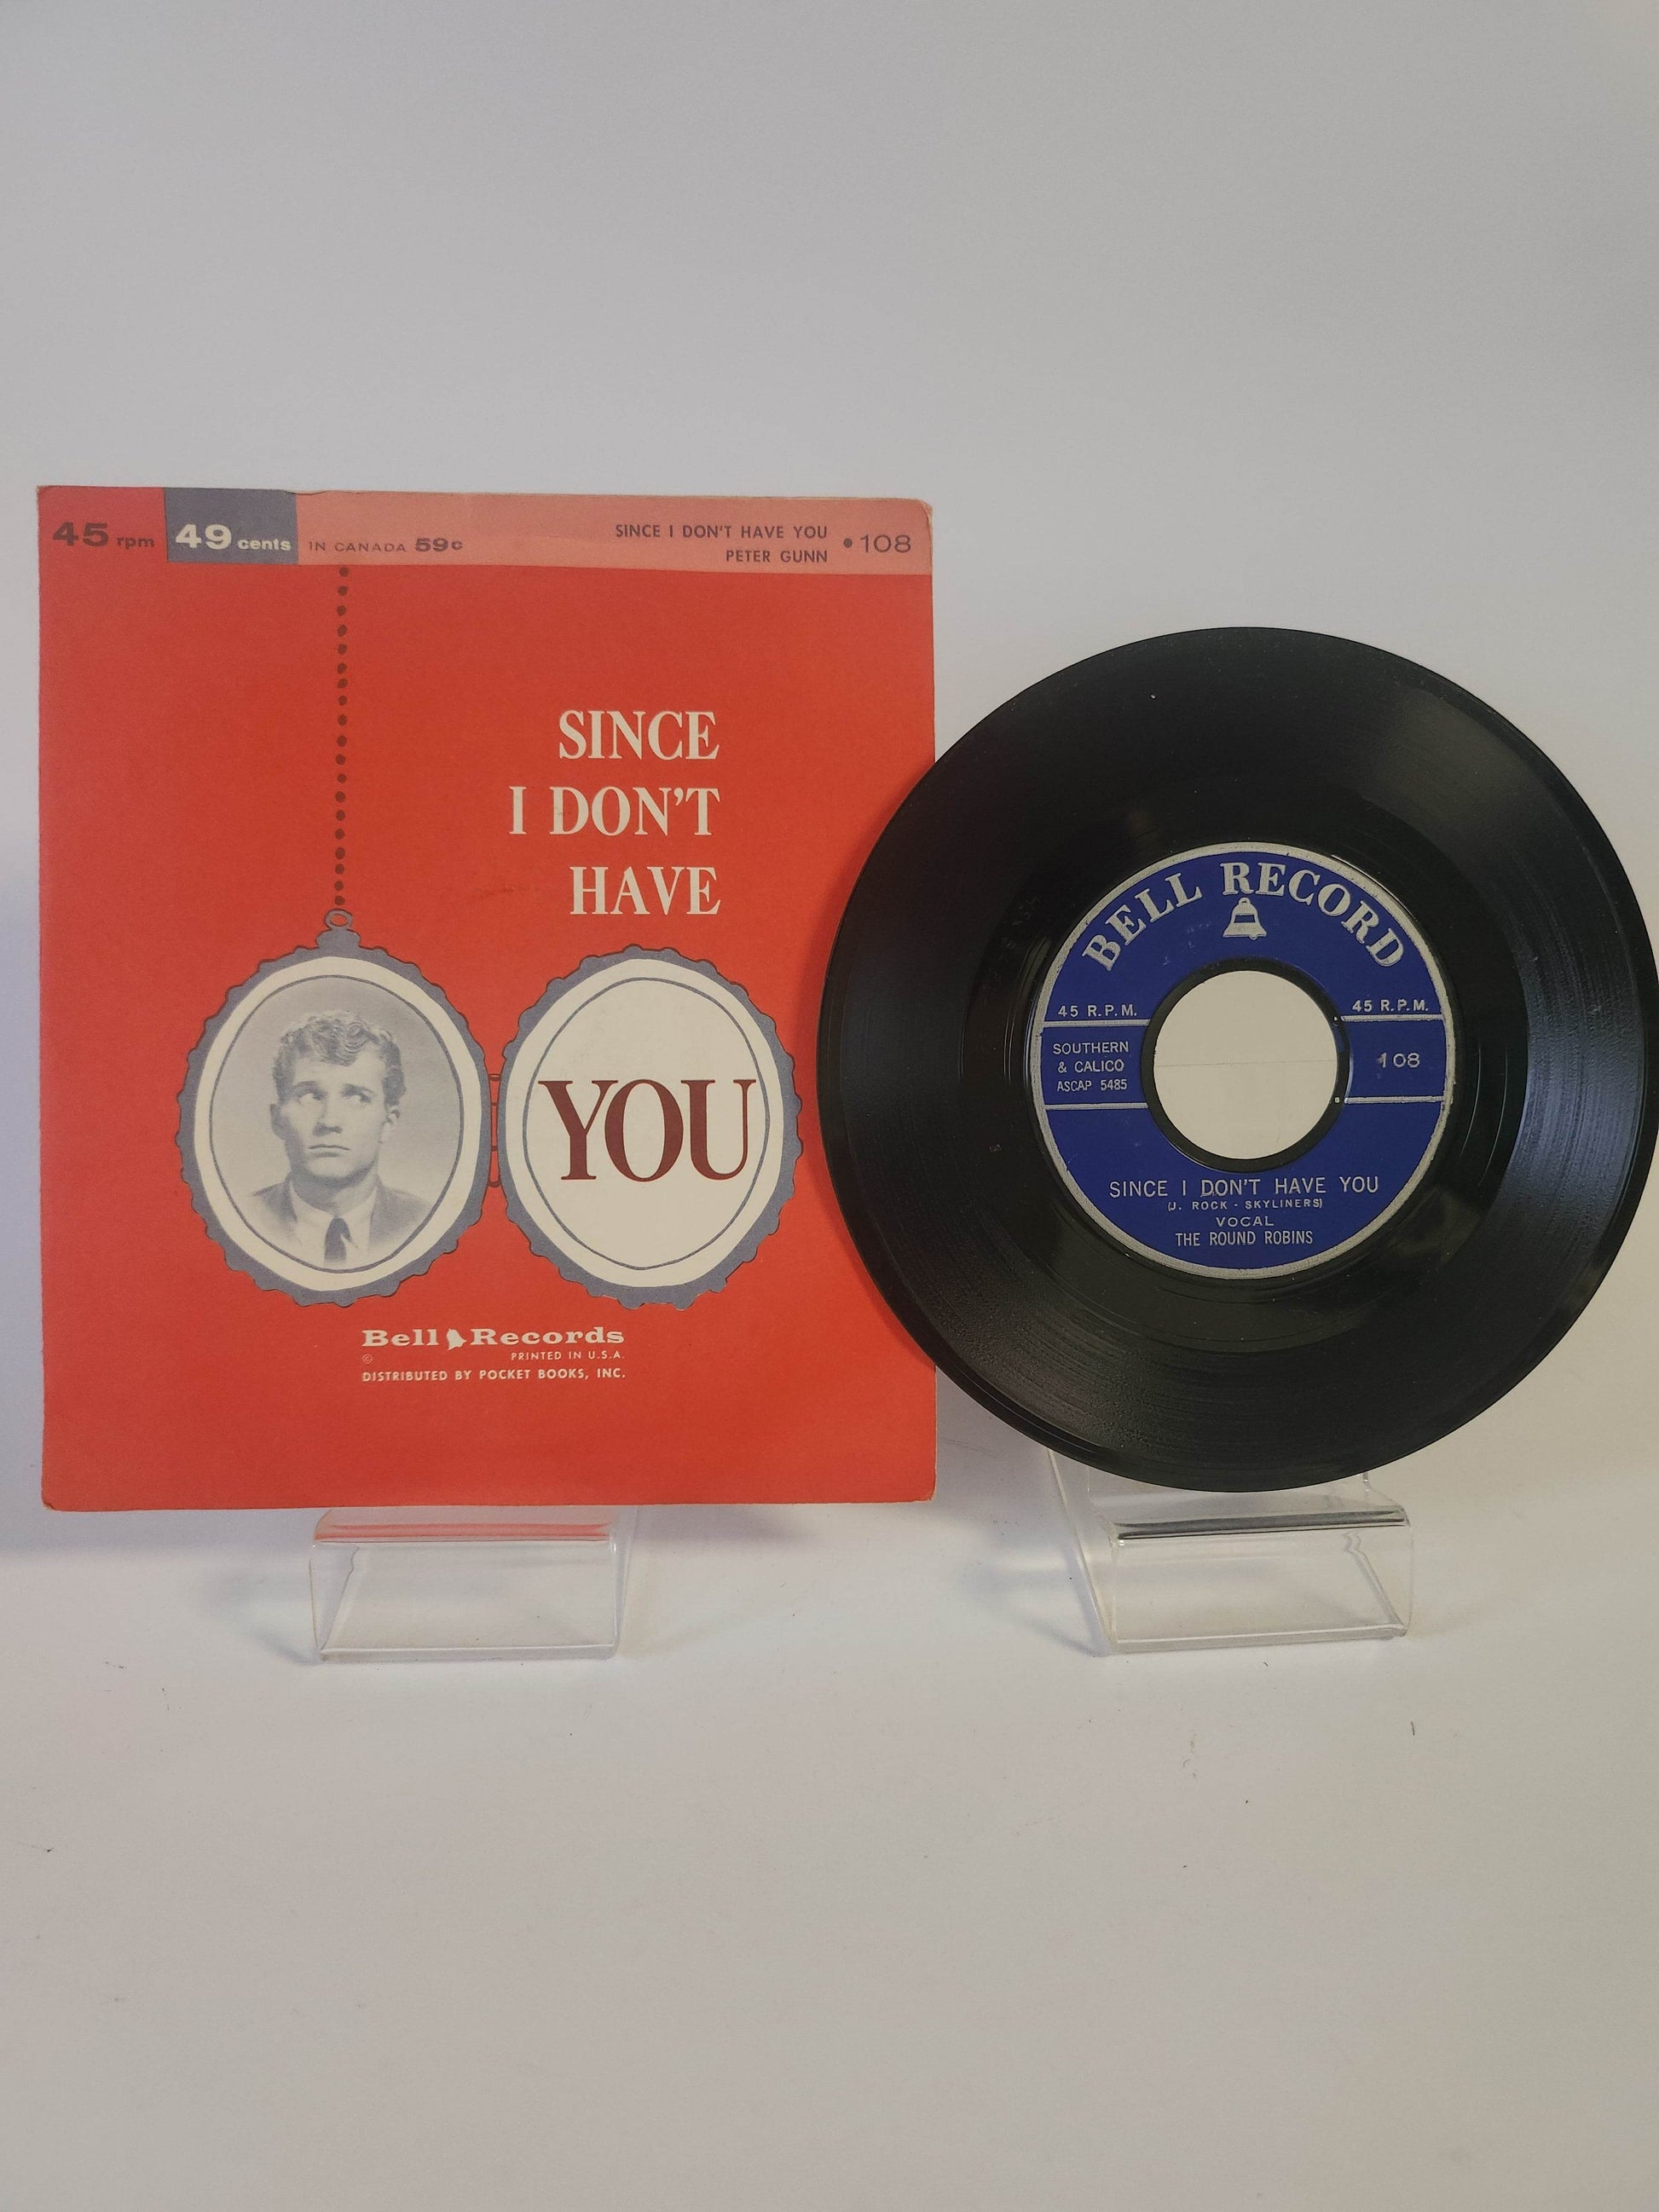 45 rpm 49 cents IN CANADA 59c
SINCE I DON'T HAVE YOU
PETER GUNN
•108
SINCE
I DON'T
HAVE
YOU
Bell Records
©
PRINTED IN U.S.A.
DISTRIBUTED BY POCKET BOOKS, INC.
BELL RECORD
45 R.P.M.
45 R.P.M.
SOUTHERN
& CALICO
ASCAP 5485
108
SINCE I DON'T HAVE YOU
(J. ROCK - SKYLINERS)
VOCAL
THE ROUND ROBINS